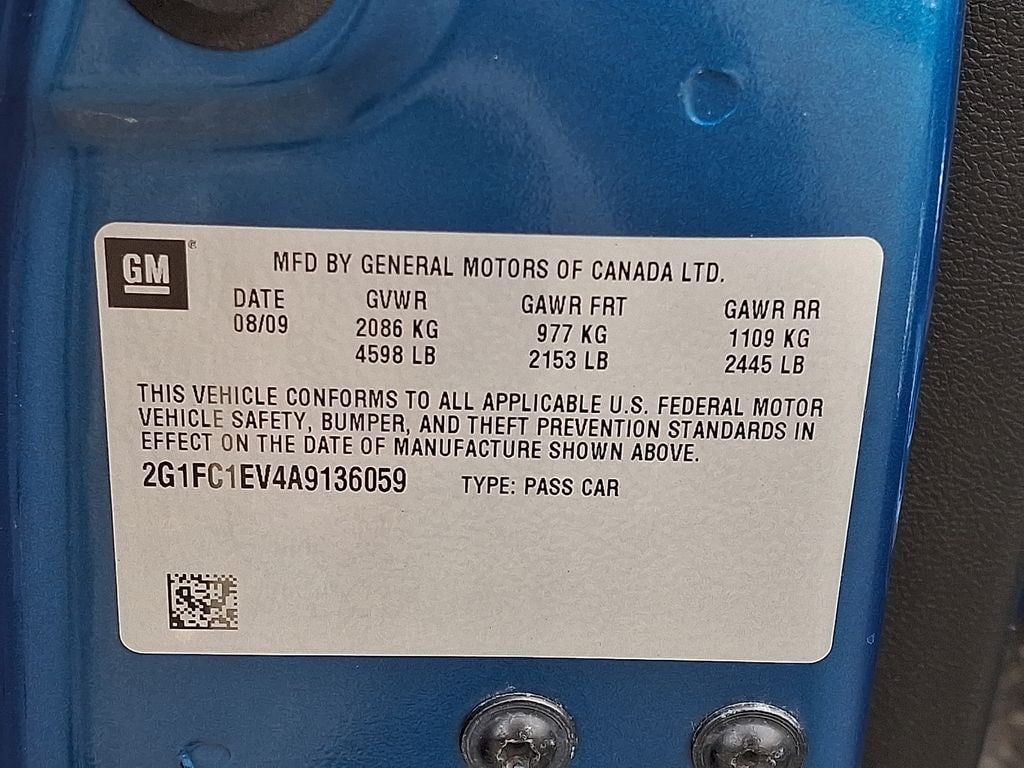 GM
MFD BY GENERAL MOTORS OF CANADA LTD.
DATE GVWR GAWR FRT GAWR RR
08/09 2086 KG 977 KG 1109 KG
4598 LB 2153 LB 2445 LB
THIS VEHICLE CONFORMS TO ALL APPLICABLE U.S. FEDERAL MOTOR
VEHICLE SAFETY, BUMPER, AND THEFT PREVENTION STANDARDS IN
EFFECT ON THE DATE OF MANUFACTURE SHOWN ABOVE.
2G1FC1EV4A9136059 TYPE: PASS CAR